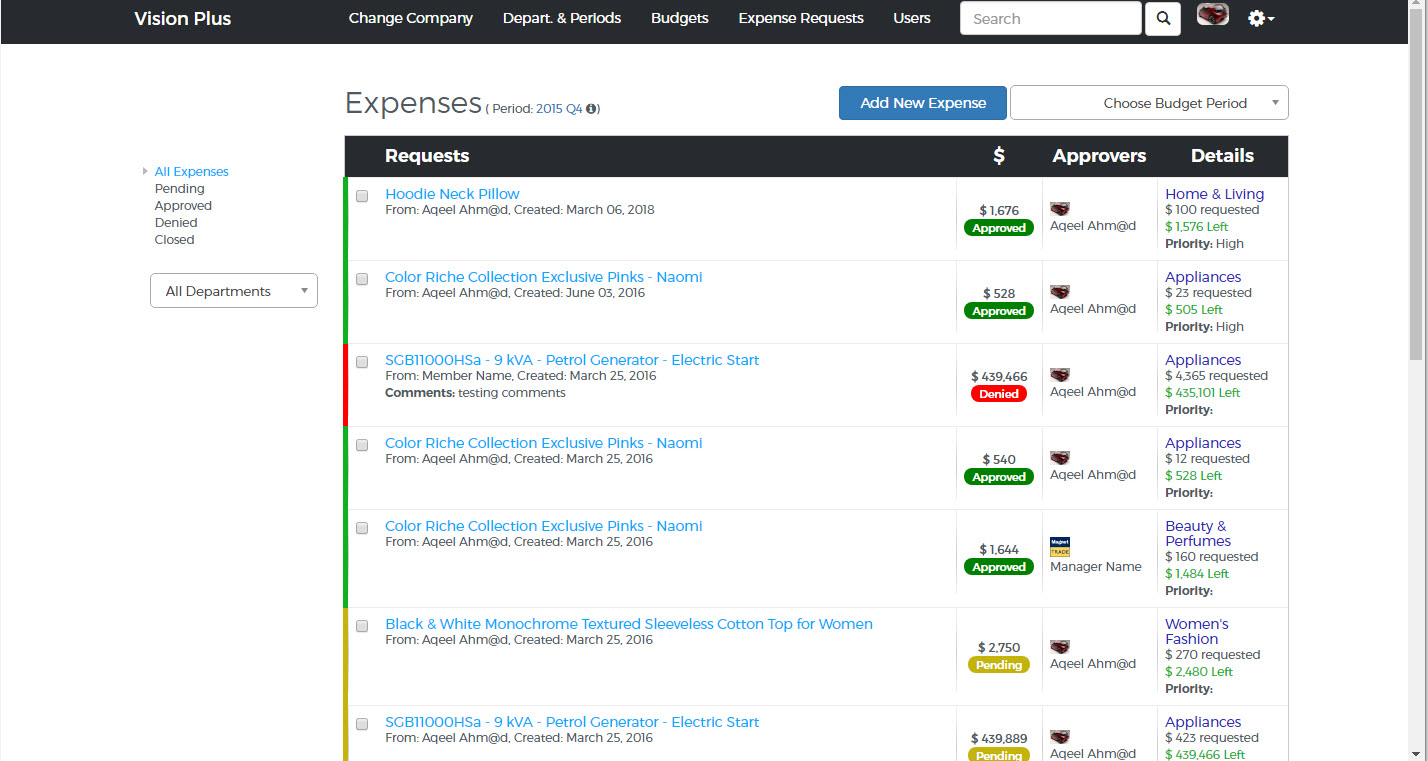 Vision Plus
Change Company
Depart. & Periods
Budgets
Expense Requests
Users
Search
Expenses ( Period: 2015 Q4 )
Add New Expense
Choose Budget Period
All Expenses
Pending
Approved
Denied
Closed
All Departments
Requests $ Approvers Details
Hoodie Neck Pillow
From: Aqeel Ahm@d, Created: March 06, 2018
$ 1,676
Approved
Aqeel Ahm@d
Home & Living
$ 100 requested
$ 1,576 Left
Priority: High
Color Riche Collection Exclusive Pinks - Naomi
From: Aqeel Ahm@d, Created: June 03, 2016
$ 528
Approved
Aqeel Ahm@d
Appliances
$ 23 requested
$ 505 Left
Priority: High
SGB11000HSa - 9 kVA - Petrol Generator - Electric Start
From: Member Name, Created: March 25, 2016
Comments: testing comments
$ 439,466
Denied
Aqeel Ahm@d
Appliances
$ 4,365 requested
$ 435,101 Left
Priority:
Color Riche Collection Exclusive Pinks - Naomi
From: Aqeel Ahm@d, Created: March 25, 2016
$ 540
Approved
Aqeel Ahm@d
Appliances
$ 12 requested
$ 528 Left
Priority:
Color Riche Collection Exclusive Pinks - Naomi
From: Aqeel Ahm@d, Created: March 25, 2016
$ 1,644
Approved
Magnet
TRADE
Manager Name
Beauty &
Perfumes
$ 160 requested
$ 1,484 Left
Priority:
Black & White Monochrome Textured Sleeveless Cotton Top for Women
From: Aqeel Ahm@d, Created: March 25, 2016
$ 2,750
Pending
Aqeel Ahm@d
Women's
Fashion
$ 270 requested
$ 2,480 Left
Priority:
SGB11000HSa - 9 kVA - Petrol Generator - Electric Start
From: Aqeel Ahm@d, Created: March 25, 2016
$ 439,889
Pending
Aqeel Ahm@d
Appliances
$ 423 requested
$ 439,466 Left